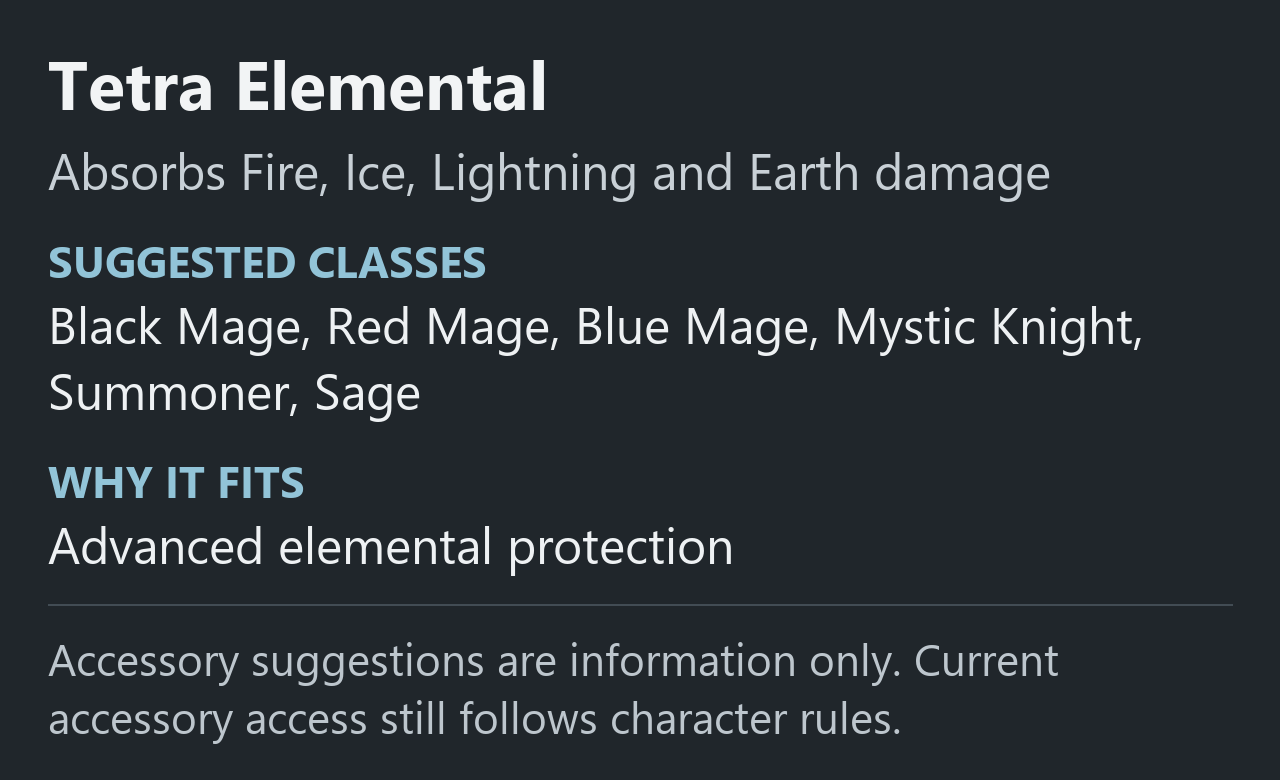 Tetra Elemental
Absorbs Fire, Ice, Lightning and Earth damage
SUGGESTED CLASSES
Black Mage, Red Mage, Blue Mage, Mystic Knight,
Summoner, Sage
WHY IT FITS
Advanced elemental protection
Accessory suggestions are information only. Current
accessory access still follows character rules.